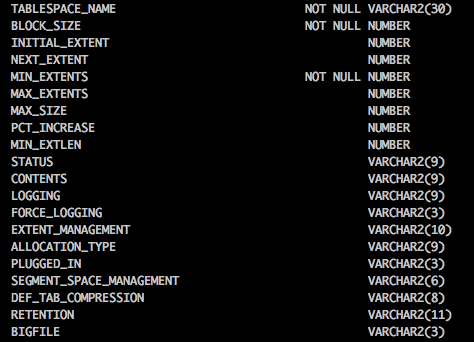 TABLESPACE_NAME NOT NULL VARCHAR2(30)
BLOCK_SIZE NOT NULL NUMBER
INITIAL_EXTENT NUMBER
NEXT_EXTENT NUMBER
MIN_EXTENTS NOT NULL NUMBER
MAX_EXTENTS NUMBER
MAX_SIZE NUMBER
PCT_INCREASE NUMBER
MIN_EXTLEN NUMBER
STATUS VARCHAR2(9)
CONTENTS VARCHAR2(9)
LOGGING VARCHAR2(9)
FORCE_LOGGING VARCHAR2(3)
EXTENT_MANAGEMENT VARCHAR2(10)
ALLOCATION_TYPE VARCHAR2(9)
PLUGGED_IN VARCHAR2(3)
SEGMENT_SPACE_MANAGEMENT VARCHAR2(6)
DEF_TAB_COMPRESSION VARCHAR2(8)
RETENTION VARCHAR2(11)
BIGFILE VARCHAR2(3)